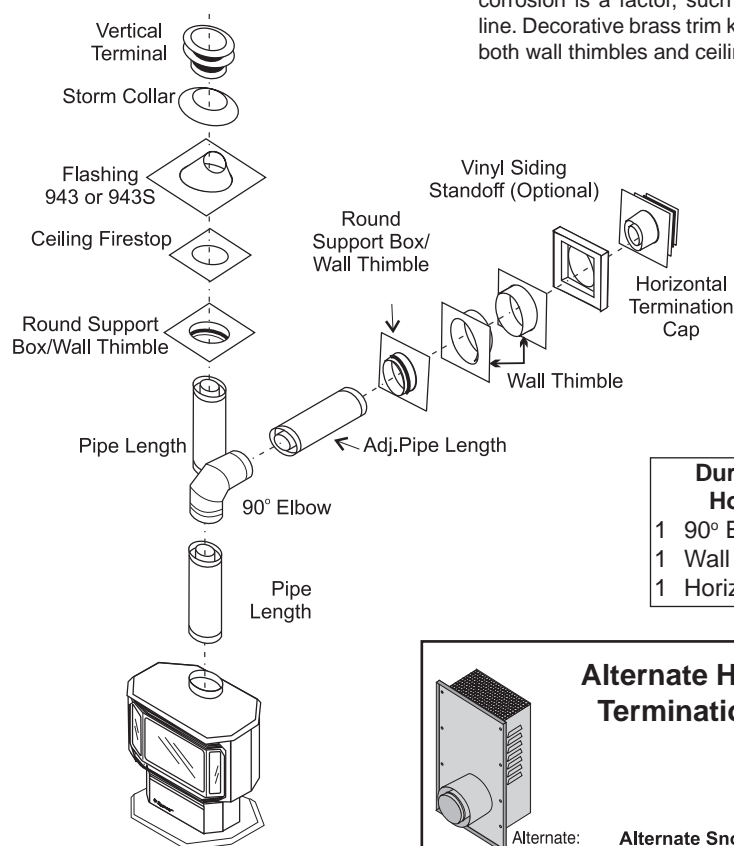 corrosion is a factor, such
line. Decorative brass trim k
both wall thimbles and ceilin
Vertical
Terminal
Storm Collar
Flashing
943 or 943S
Ceiling Firestop
Round Support
Box/Wall Thimble
Pipe Length
90° Elbow
Pipe
Length
Adj.Pipe Length
Round
Support Box/
Wall Thimble
Wall Thimble
Vinyl Siding
Standoff (Optional)
Horizontal
Termination
Cap
Dur
Ho
1 90° E
1 Wall
1 Horiz
Alternate H
Terminatio
Alternate:
Alternate Sno